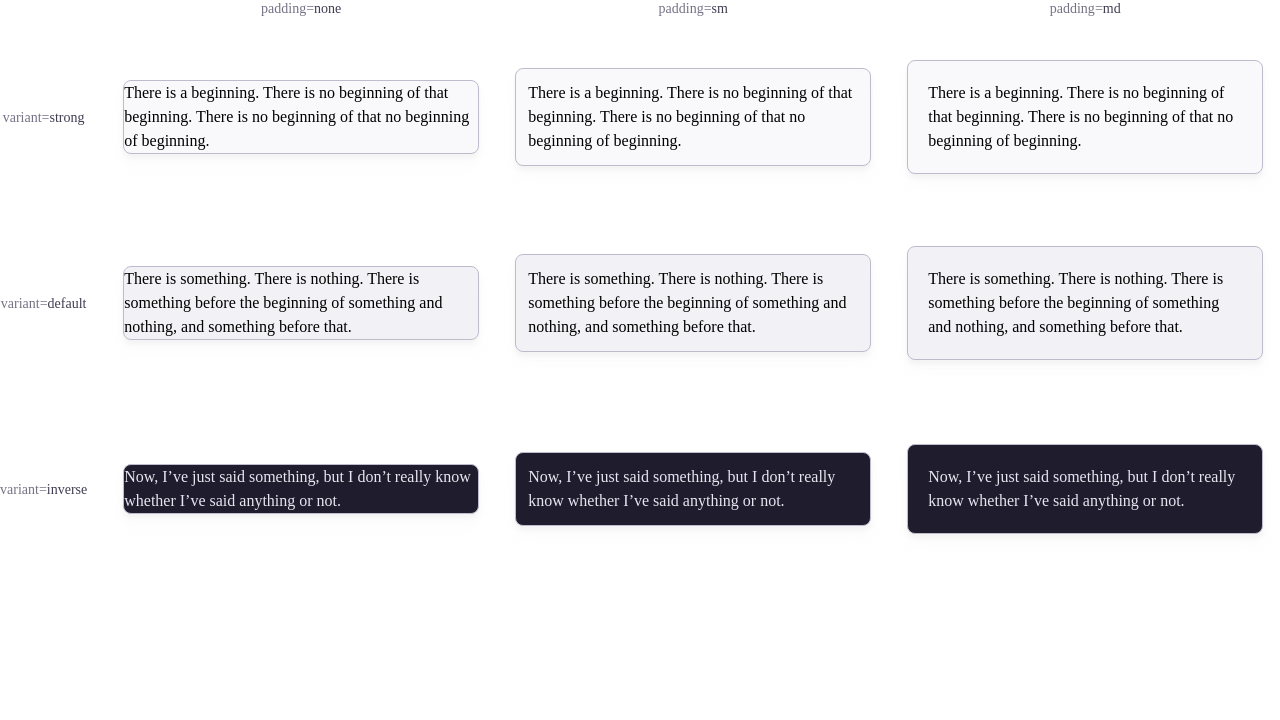 padding=none
padding=sm
padding=md
variant=strong
There is a beginning. There is no beginning of that
beginning. There is no beginning of that no beginning
of beginning.
There is a beginning. There is no beginning of that
beginning. There is no beginning of that no
beginning of beginning.
There is a beginning. There is no beginning of
that beginning. There is no beginning of that no
beginning of beginning.
variant=default
There is something. There is nothing. There is
something before the beginning of something and
nothing, and something before that.
There is something. There is nothing. There is
something before the beginning of something and
nothing, and something before that.
There is something. There is nothing. There is
something before the beginning of something
and nothing, and something before that.
variant=inverse
Now, I’ve just said something, but I don’t really know
whether I’ve said anything or not.
Now, I’ve just said something, but I don’t really
know whether I’ve said anything or not.
Now, I’ve just said something, but I don’t really
know whether I’ve said anything or not.